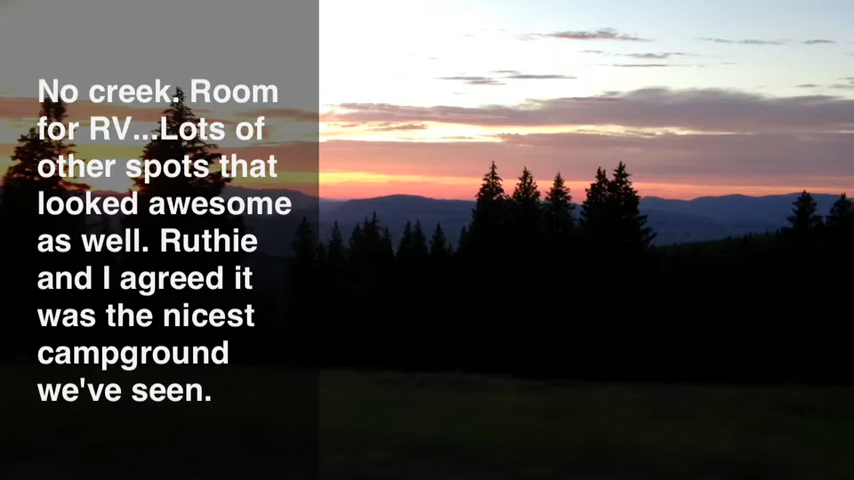 No creek. Room
for RV...Lots of
other spots that
looked awesome
as well. Ruthie
and I agreed it
was the nicest
campground
we've seen.